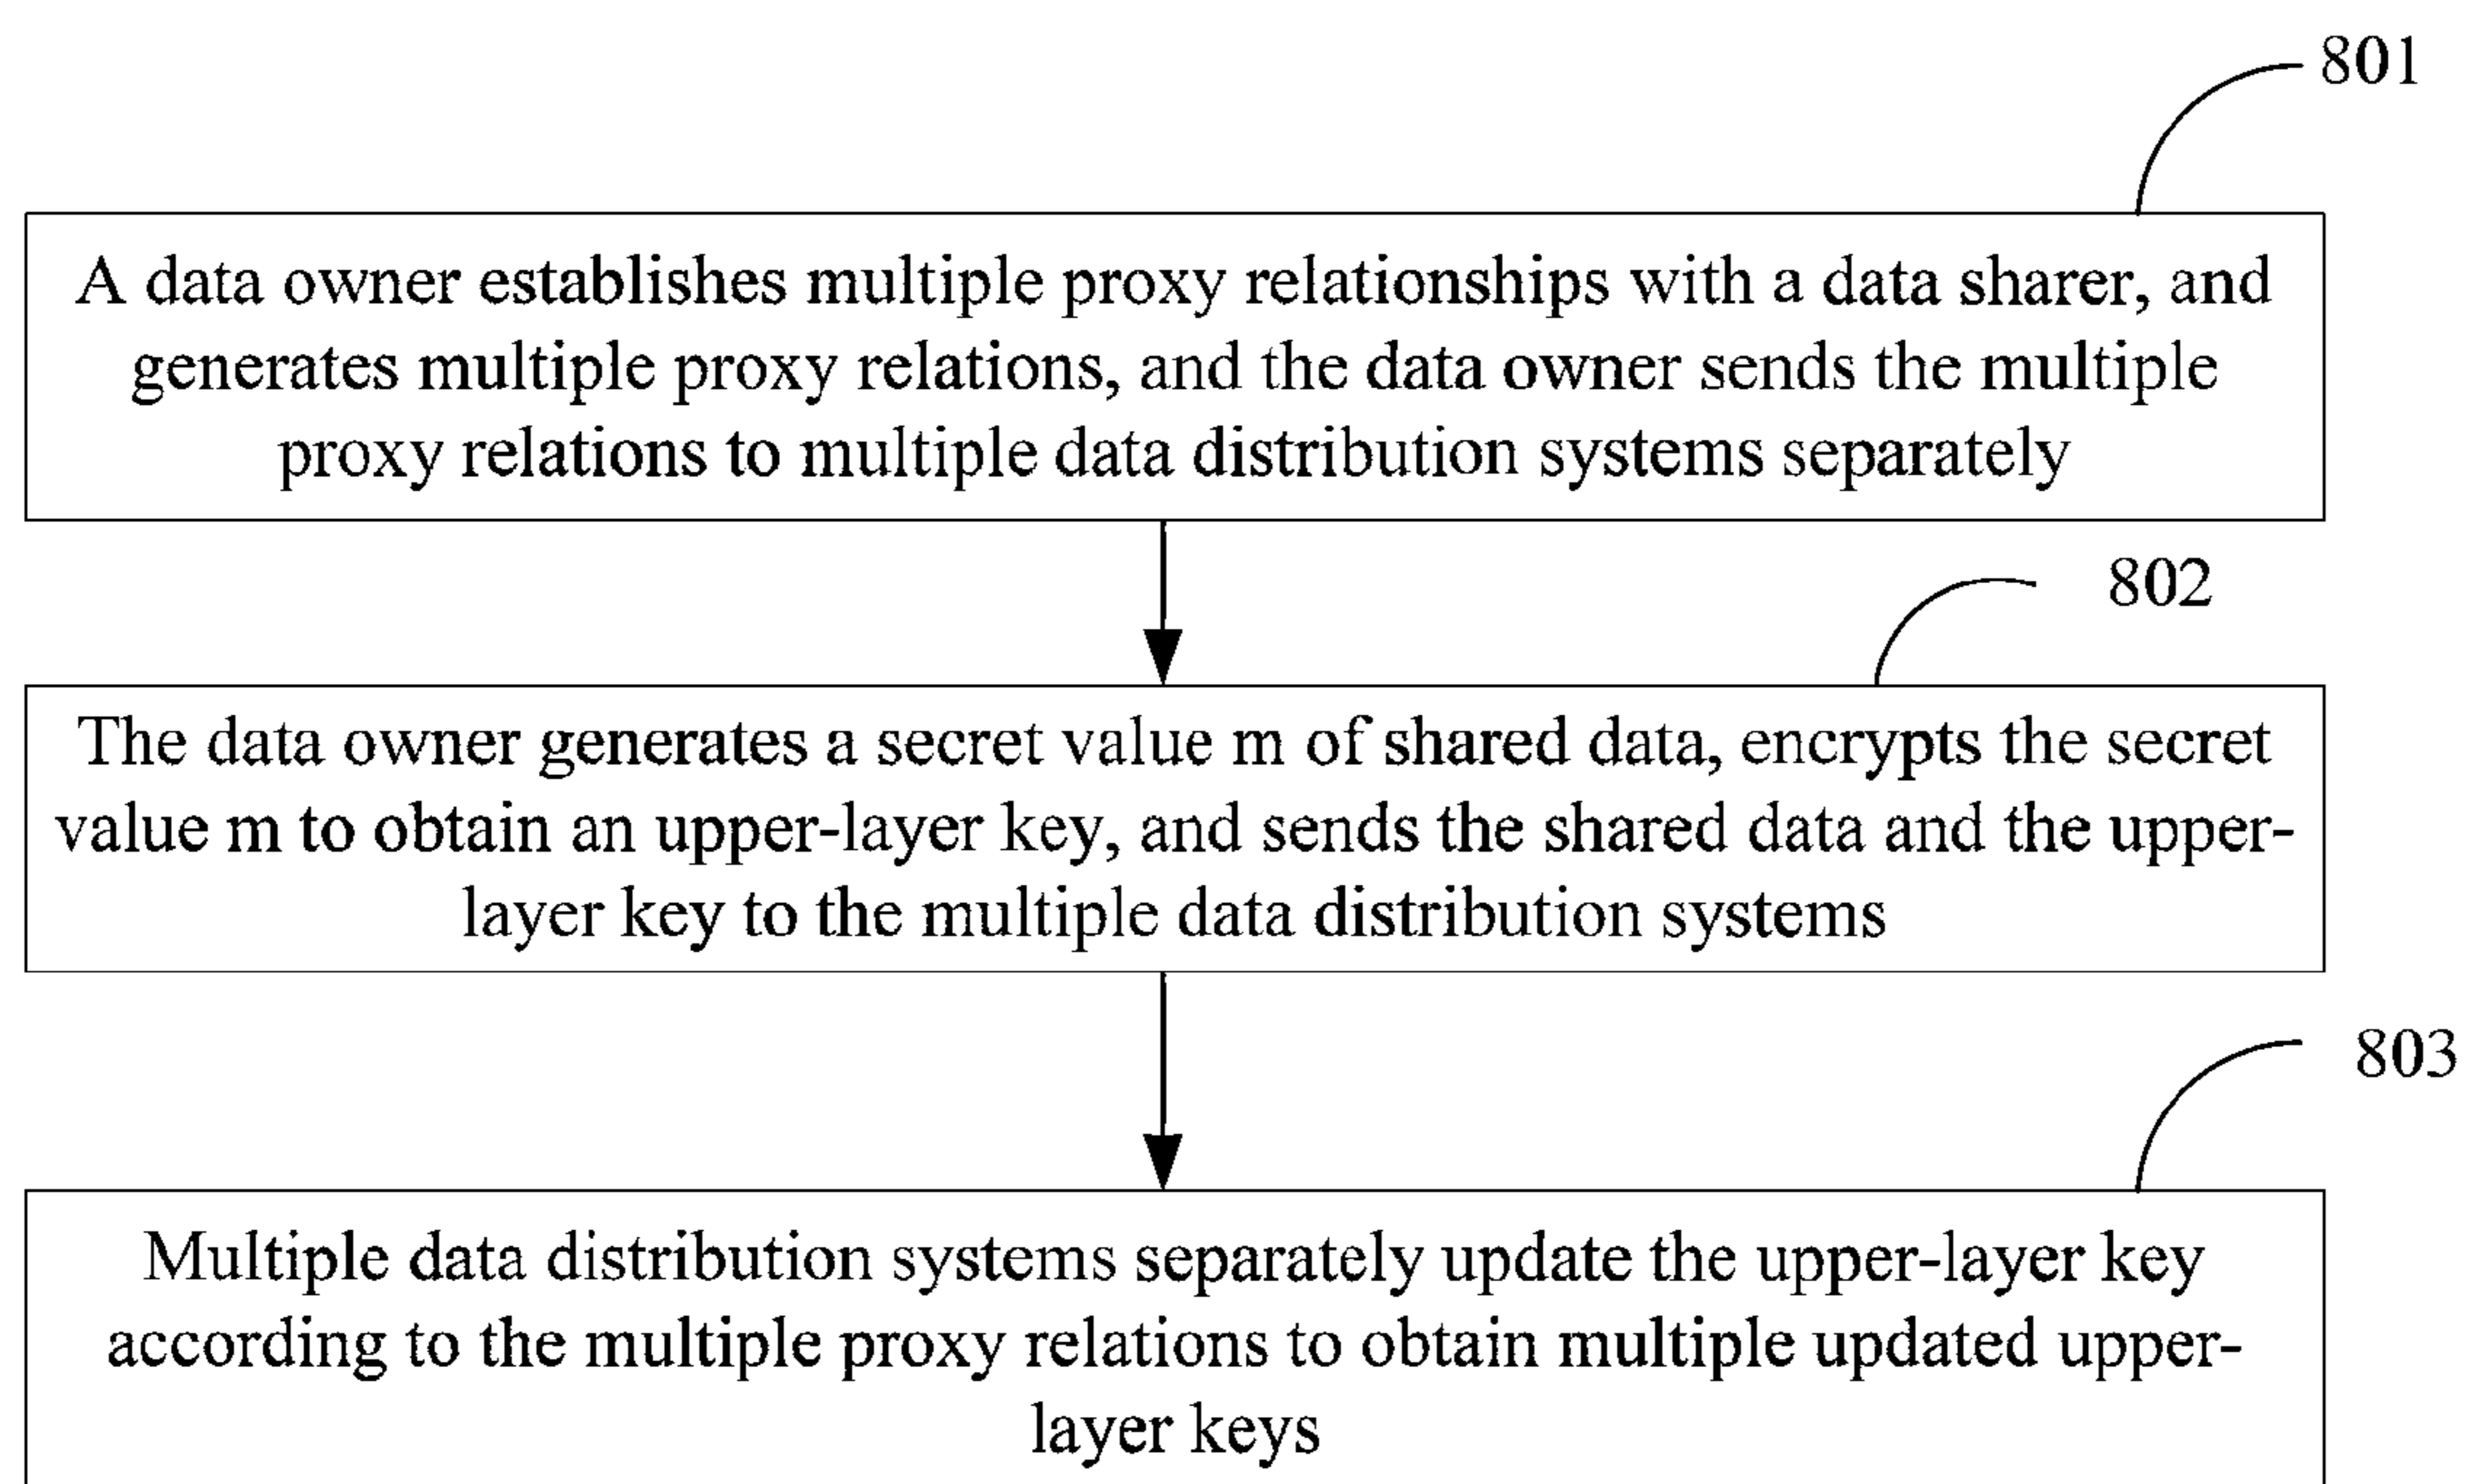 801
A data owner establishes multiple proxy relationships with a data sharer, and
generates multiple proxy relations, and the data owner sends the multiple
proxy relations to multiple data distribution systems separately
802
The data owner generates a secret value m of shared data, encrypts the secret
value m to obtain an upper-layer key, and sends the shared data and the upper-
layer key to the multiple data distribution systems
803
Multiple data distribution systems separately update the upper-layer key
according to the multiple proxy relations to obtain multiple updated upper-
layer keys